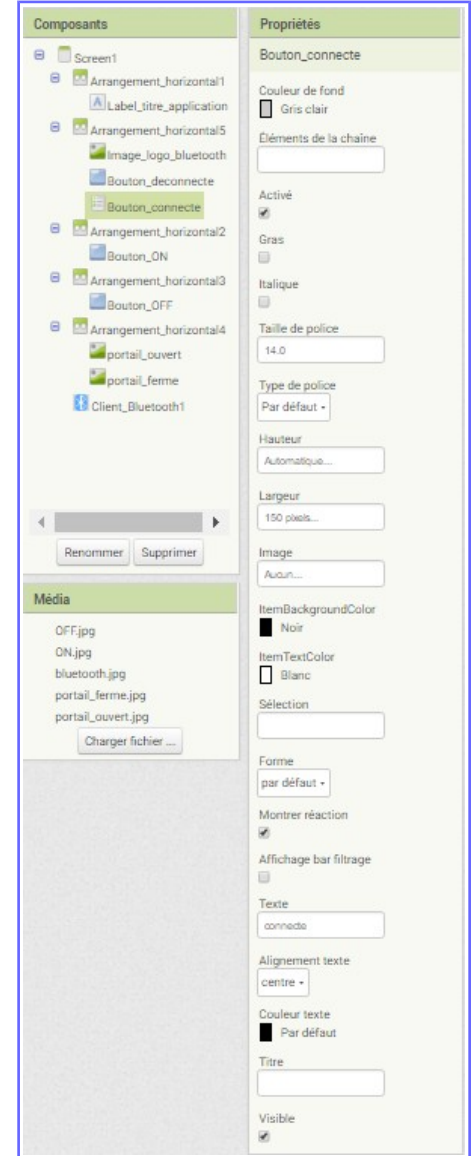 Composants
Screen1
Arrangement_horizontal1
Label_titre_application
Arrangement_horizontal5
Image_logo_bluetooth
Bouton_deconnecte
Bouton_connecte
Arrangement_horizontal2
Bouton_ON
Arrangement_horizontal3
Bouton_OFF
Arrangement_horizontal4
portail_ouvert
portail_ferme
Client_Bluetooth1
Renommer Supprimer
Média
OFF.jpg
ON.jpg
bluetooth.jpg
portail_ferme.jpg
portail_ouvert.jpg
Charger fichier ...
Propriétés
Bouton_connecte
Couleur de fond
Gris clair
Éléments de la chaîne
Activé
Gras
Italique
Taille de police
14.0
Type de police
Par défaut
Hauteur
Automatique...
Largeur
150 pixels...
Image
Aucun...
ItemBackgroundColor
Noir
ItemTextColor
Blanc
Sélection
Forme
par défaut
Montrer réaction
Affichage bar filtrage
Texte
connecte
Alignement texte
centre
Couleur texte
Par défaut
Titre
Visible